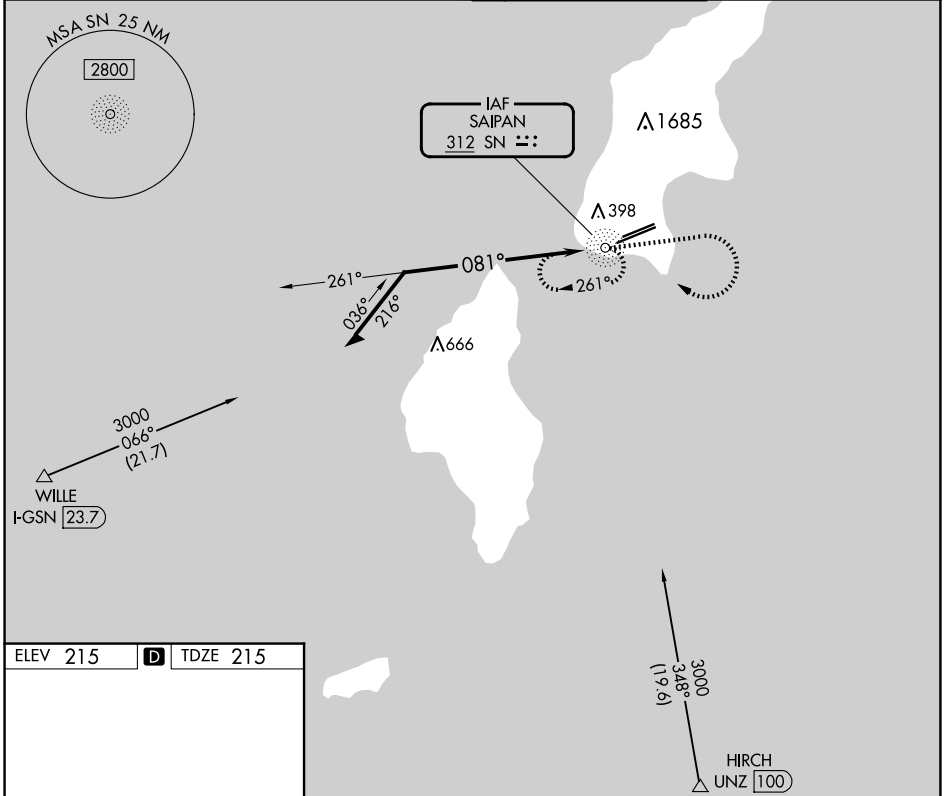 MSA SN 25 NM
2800
IAF
SAIPAN
312 SN
1685
398
081°
261°
261°
036°
216°
666
3000
066°
(21.7)
WILLE
I-GSN 23.7
ELEV 215 D TDZE 215
3000
348°
(19.6)
HIRCH
UNZ 100